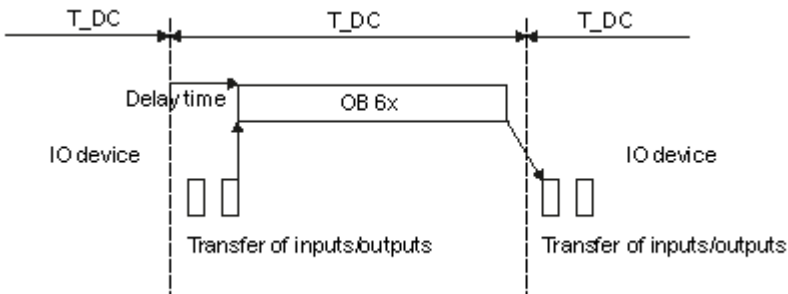 T_DC T_DC T_DC
Delay time OB 6x
IO device IO device
Transfer of inputs/outputs Transfer of inputs/outputs